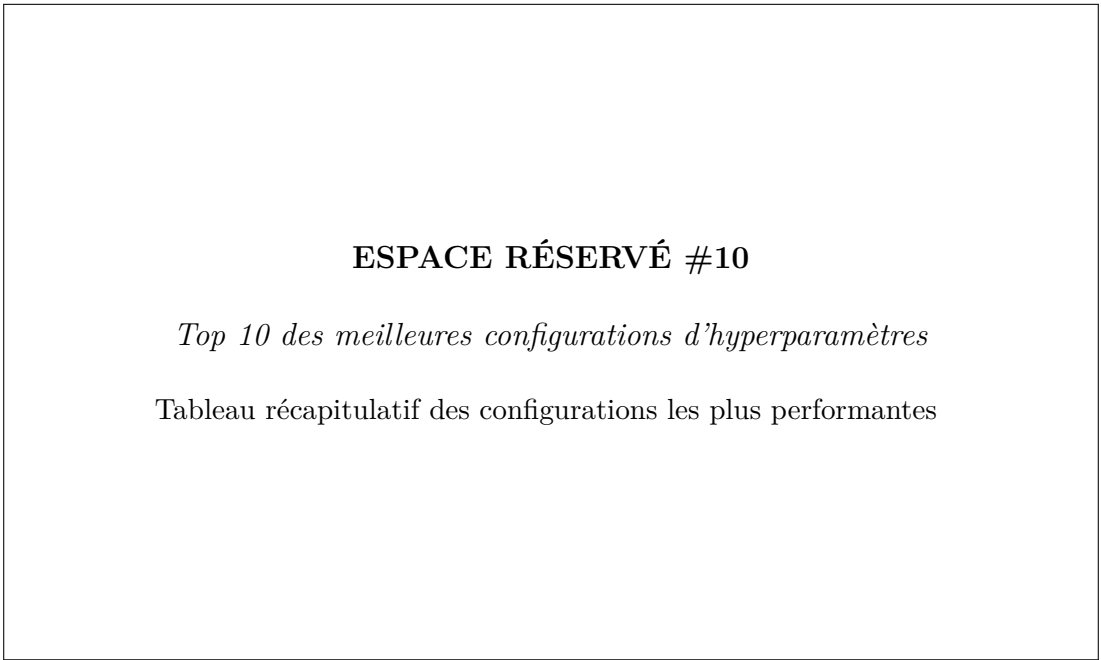 ESPACE RÉSERVÉ #10
Top 10 des meilleures configurations d'hyperparamètres
Tableau récapitulatif des configurations les plus performantes